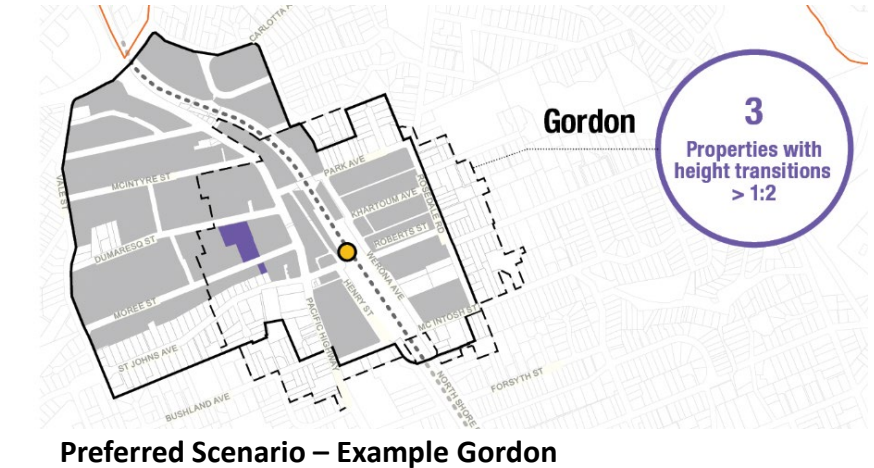 CARLOTTA A
Gordon
3
Properties with
height transitions
> 1:2
PARK AVE
MCINTYRE ST
VALE ST
KHARTOUM AVE
ROSEDALE RD
ROBERTS ST
DUMARESQ ST
WERONA AVE
MOREE ST
HENRY ST
PACIFIC HIGHWAY
MC INTOSH ST
ST JOHNS AVE
FORSYTH ST
NORTH SHORE
BUSHLAND AVE
Preferred Scenario – Example Gordon